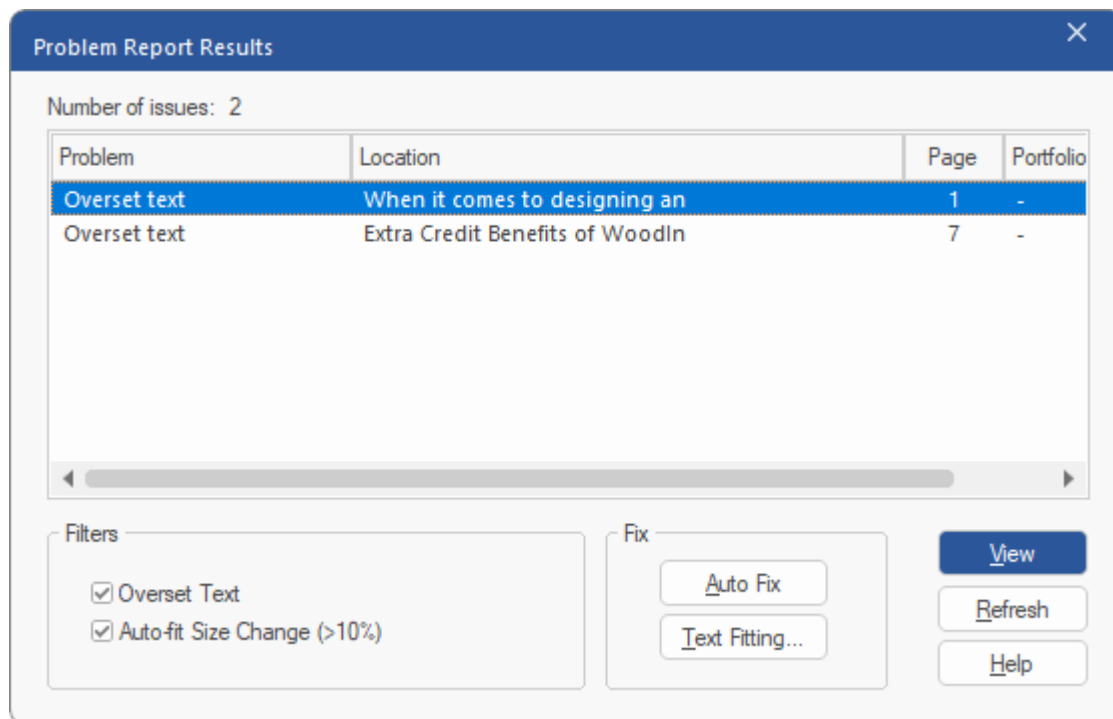 Problem Report Results
Number of issues: 2
Problem Location Page Portfolio
Overset text When it comes to designing an 1 -
Overset text Extra Credit Benefits of WoodIn 7 -
Filters
Overset Text
Auto-fit Size Change (>10%)
Fix
Auto Fix
Text Fitting...
View
Refresh
Help